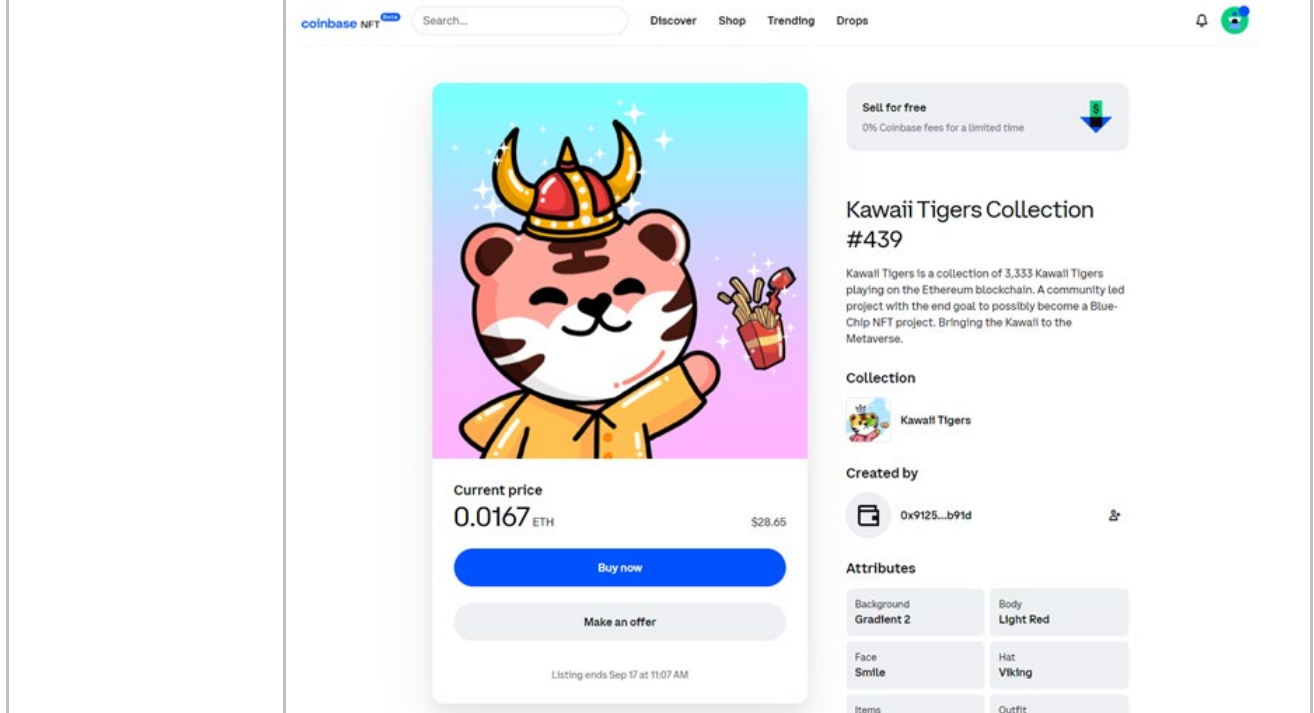 coinbase NFT Beta
Search...
Discover
Shop
Trending
Drops
Sell for free
0% Coinbase fees for a limited time
$
Kawaii Tigers Collection
#439
Kawaii Tigers is a collection of 3,333 Kawaii Tigers
playing on the Ethereum blockchain. A community led
project with the end goal to possibly become a Blue-
Chip NFT project. Bringing the Kawaii to the
Metaverse.
Collection
Kawaii Tigers
Created by
0x9125...b91d
Attributes
Background
Gradient 2
Body
Light Red
Face
Smile
Hat
Viking
Items
Outfit
Current price
0.0167 ETH
$28.65
Buy now
Make an offer
Listing ends Sep 17 at 11:07 AM